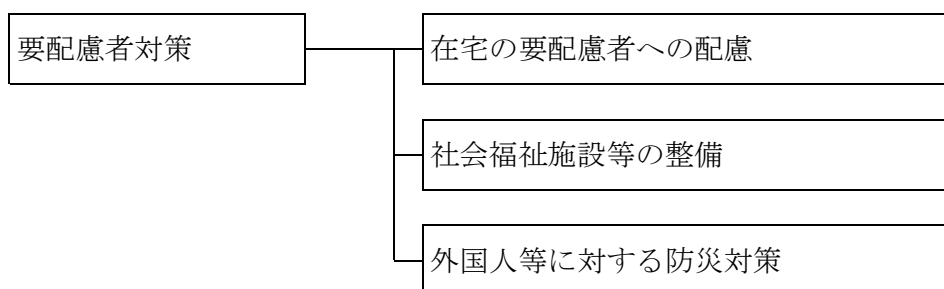 要配慮者対策
在宅の要配慮者への配慮
社会福祉施設等の整備
外国人等に対する防災対策